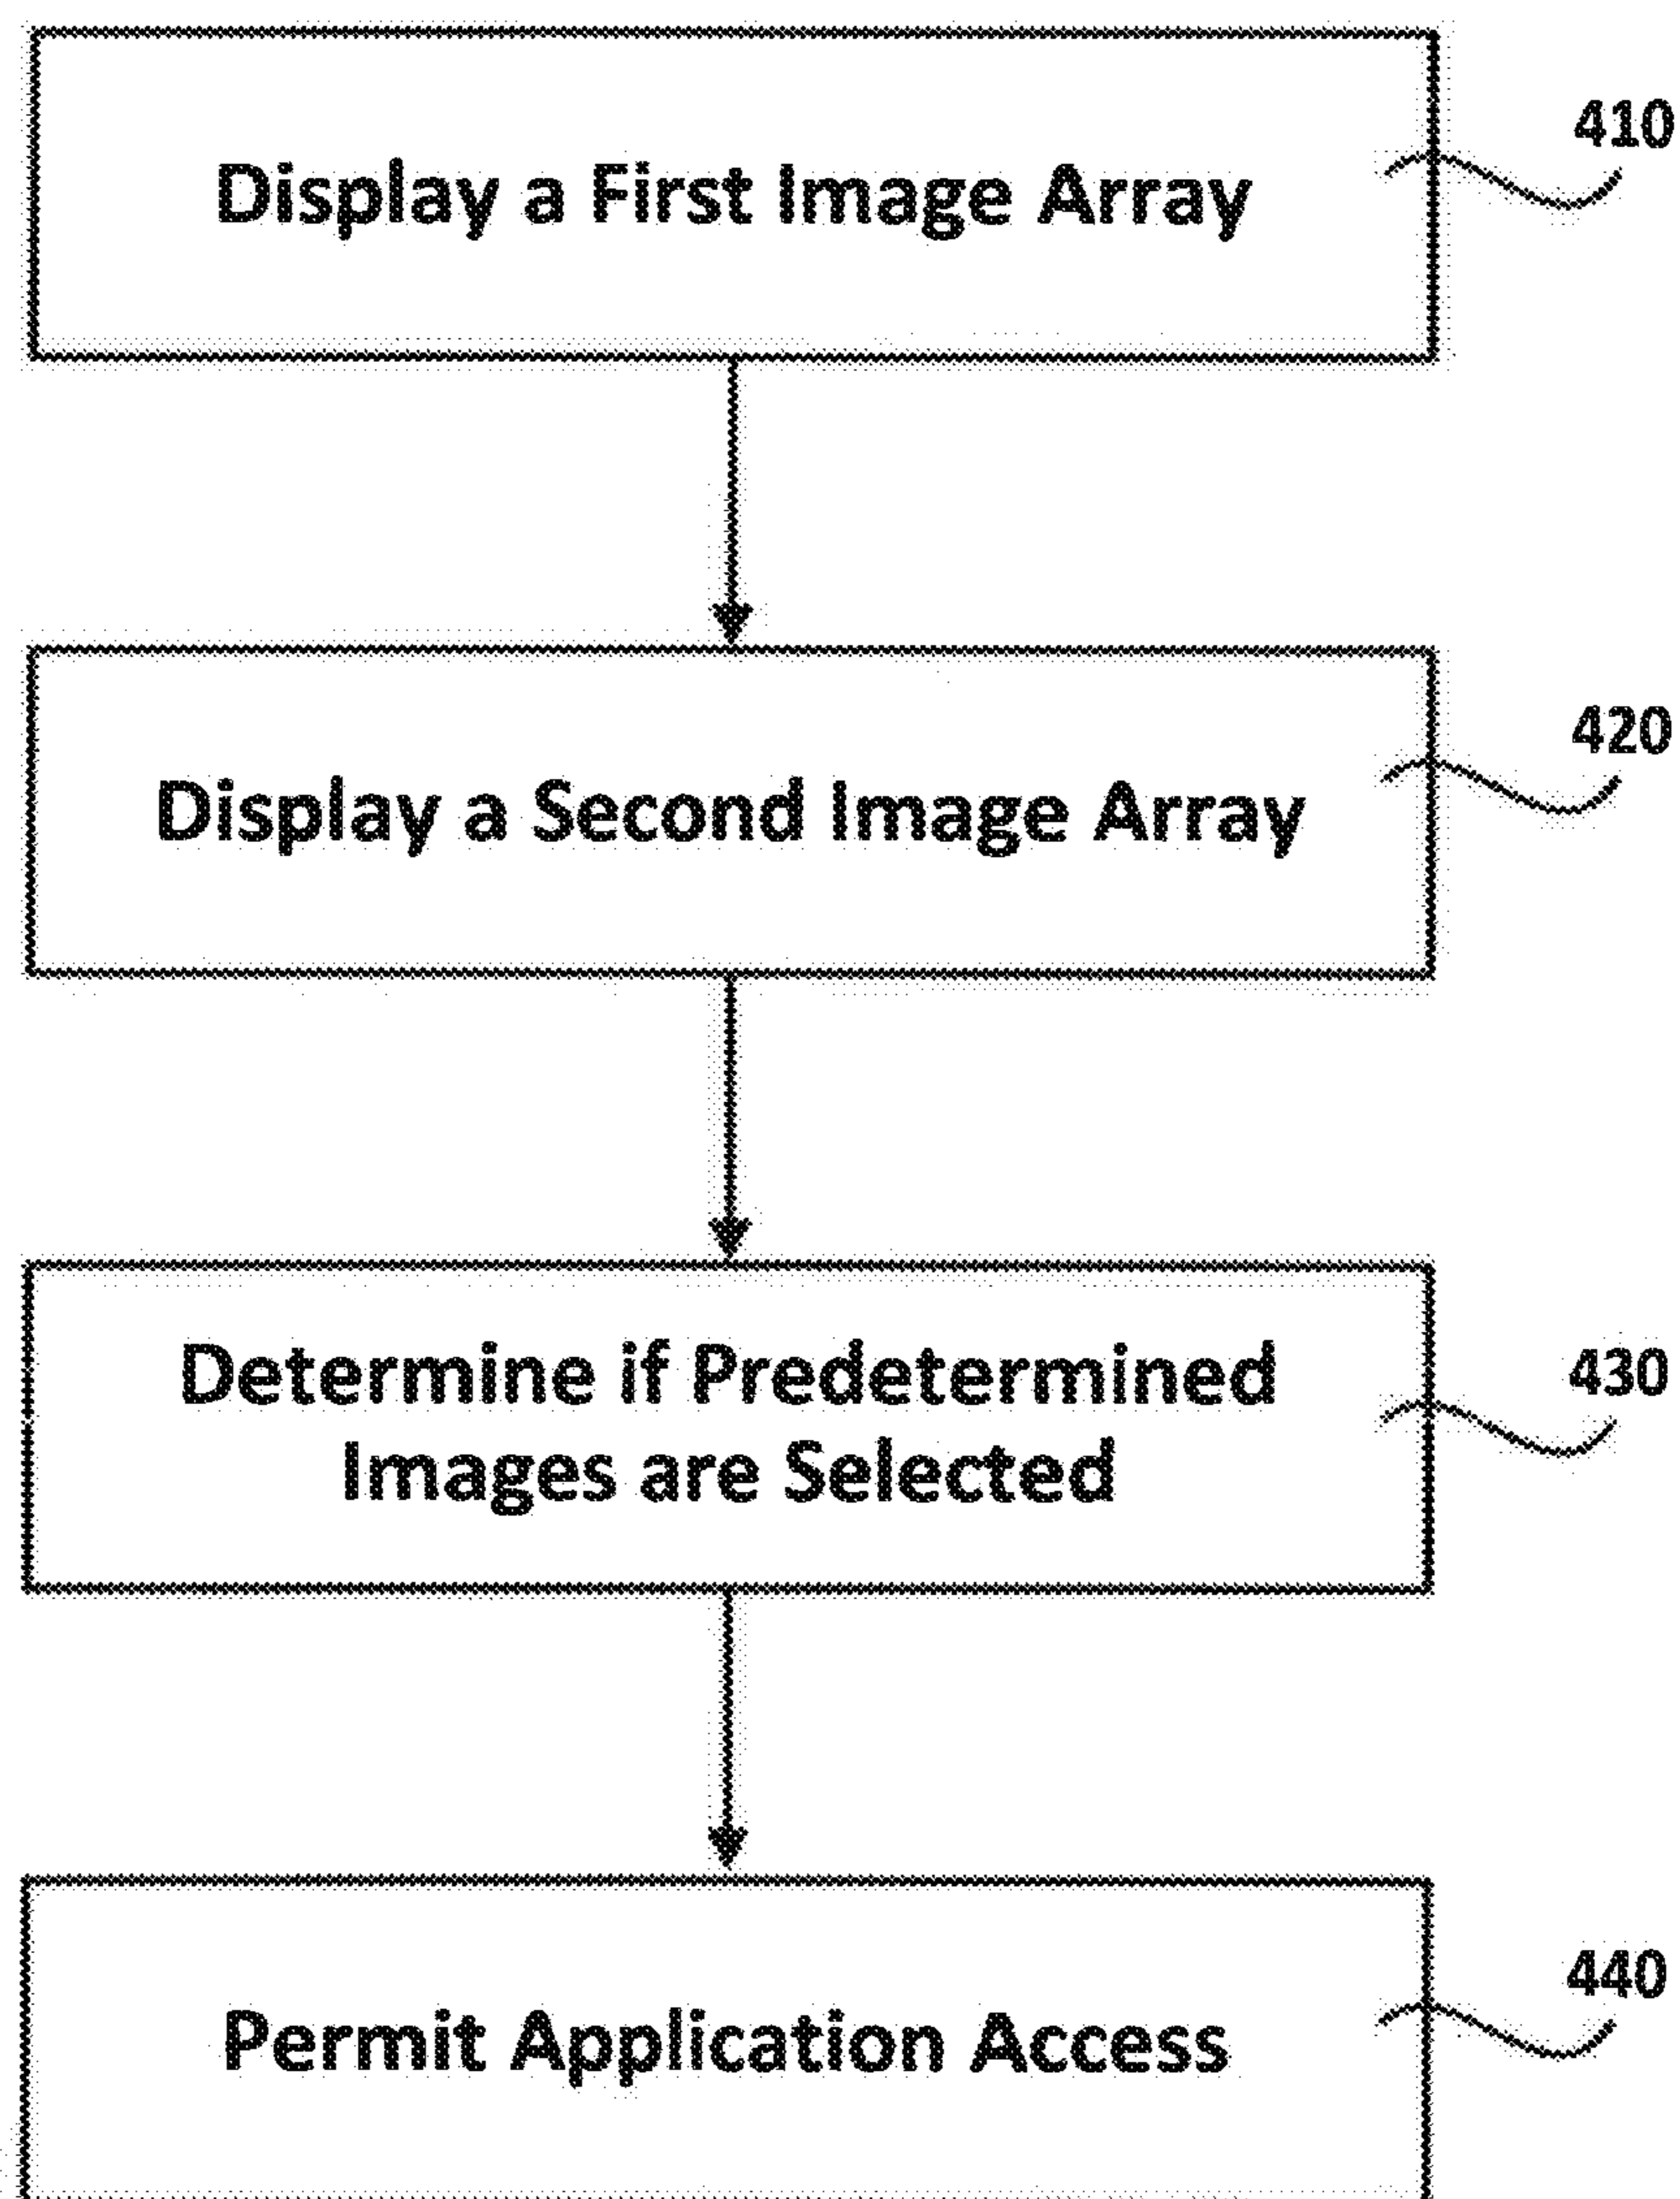 410
Display a First Image Array
420
Display a Second Image Array
430
Determine if Predetermined
Images are Selected
440
Permit Application Access